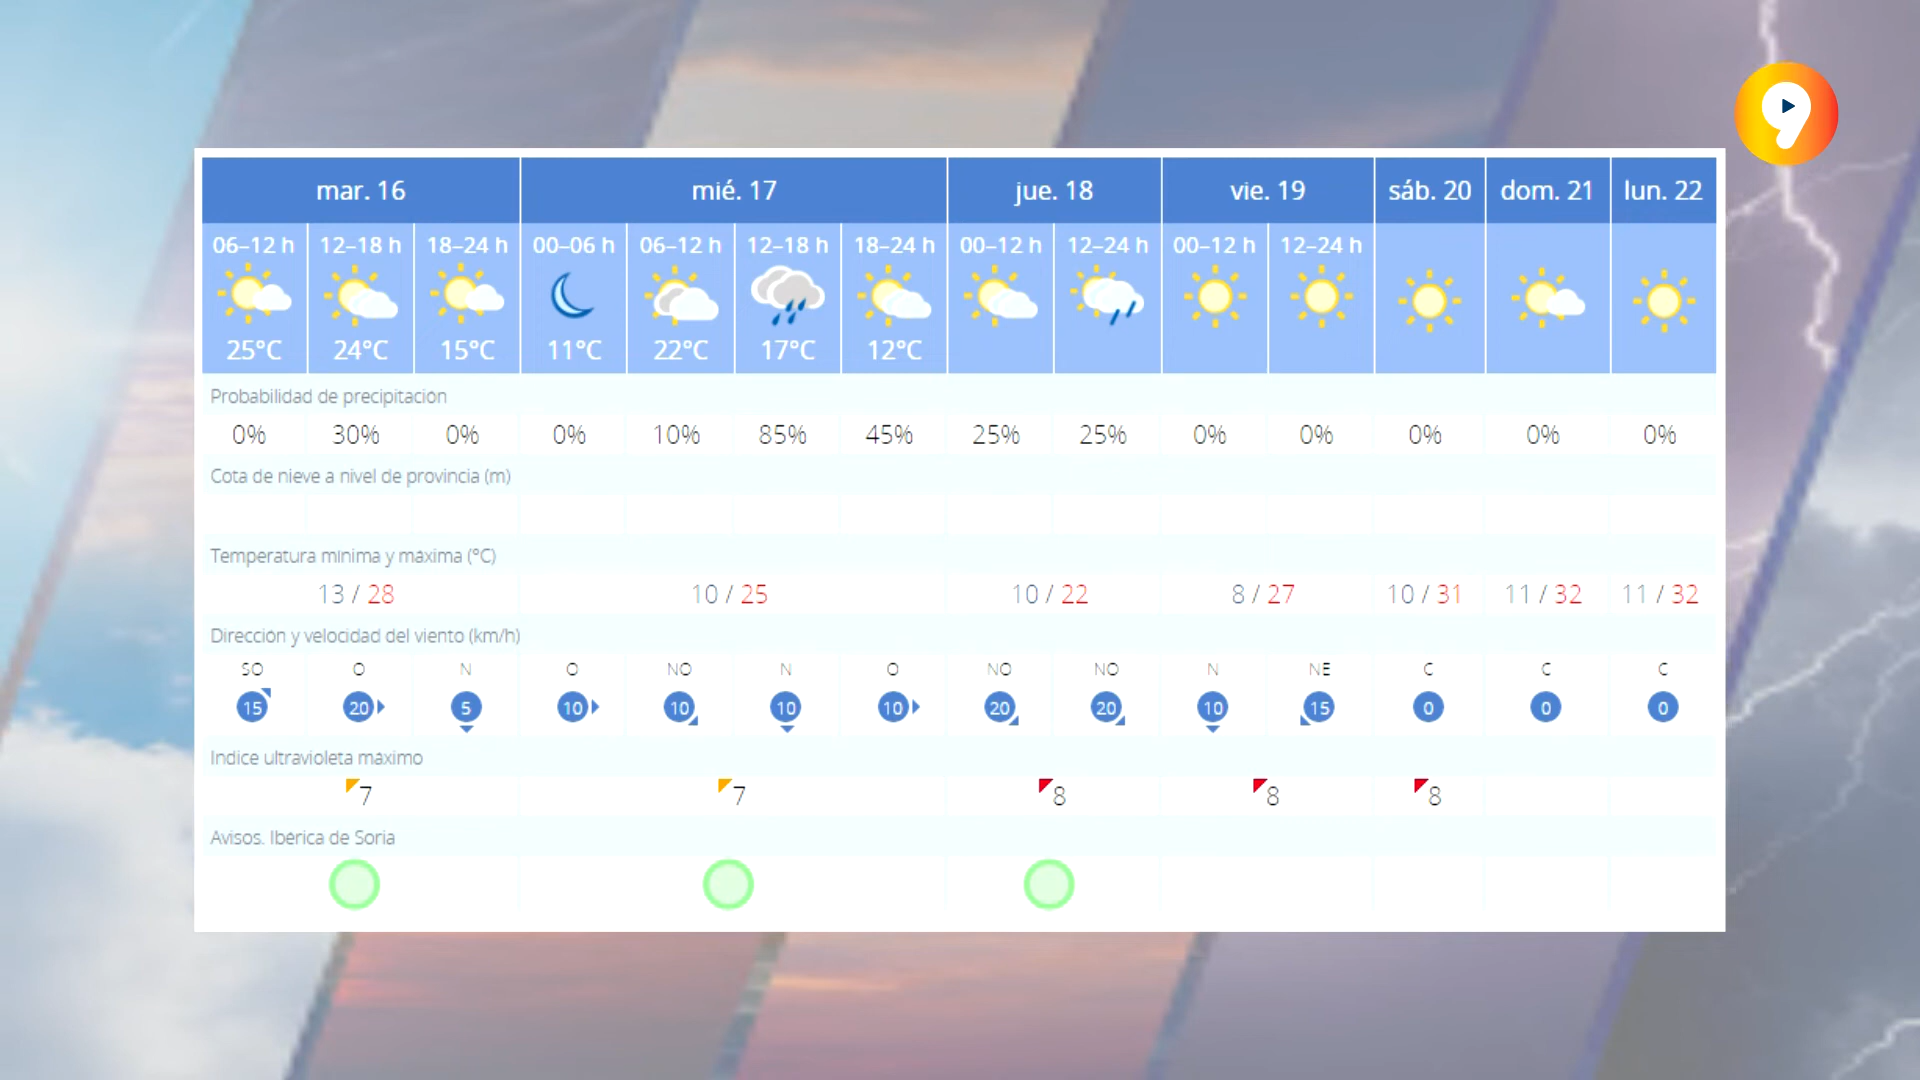 9
mar. 16 mié. 17 jue. 18 vie. 19 sáb. 20 dom. 21 lun. 22
06–12 h 12–18 h 18–24 h 00–06 h 06–12 h 12–18 h 18–24 h 00–12 h 12–24 h 00–12 h 12–24 h
25°C 24°C 15°C 11°C 22°C 17°C 12°C
Probabilidad de precipitación
0% 30% 0% 0% 10% 85% 45% 25% 25% 0% 0% 0% 0% 0%
Cota de nieve a nivel de provincia (m)
Temperatura mínima y máxima (°C)
13 / 28 10 / 25 10 / 22 8 / 27 10 / 31 11 / 32 11 / 32
Dirección y velocidad del viento (km/h)
SO O N O NO N O NO NO N NE C C C
15 20 5 10 10 10 10 20 20 10 15 0 0 0
Indice ultravioleta máximo
7 7 8 8 8
Avisos. Ibérica de Soria